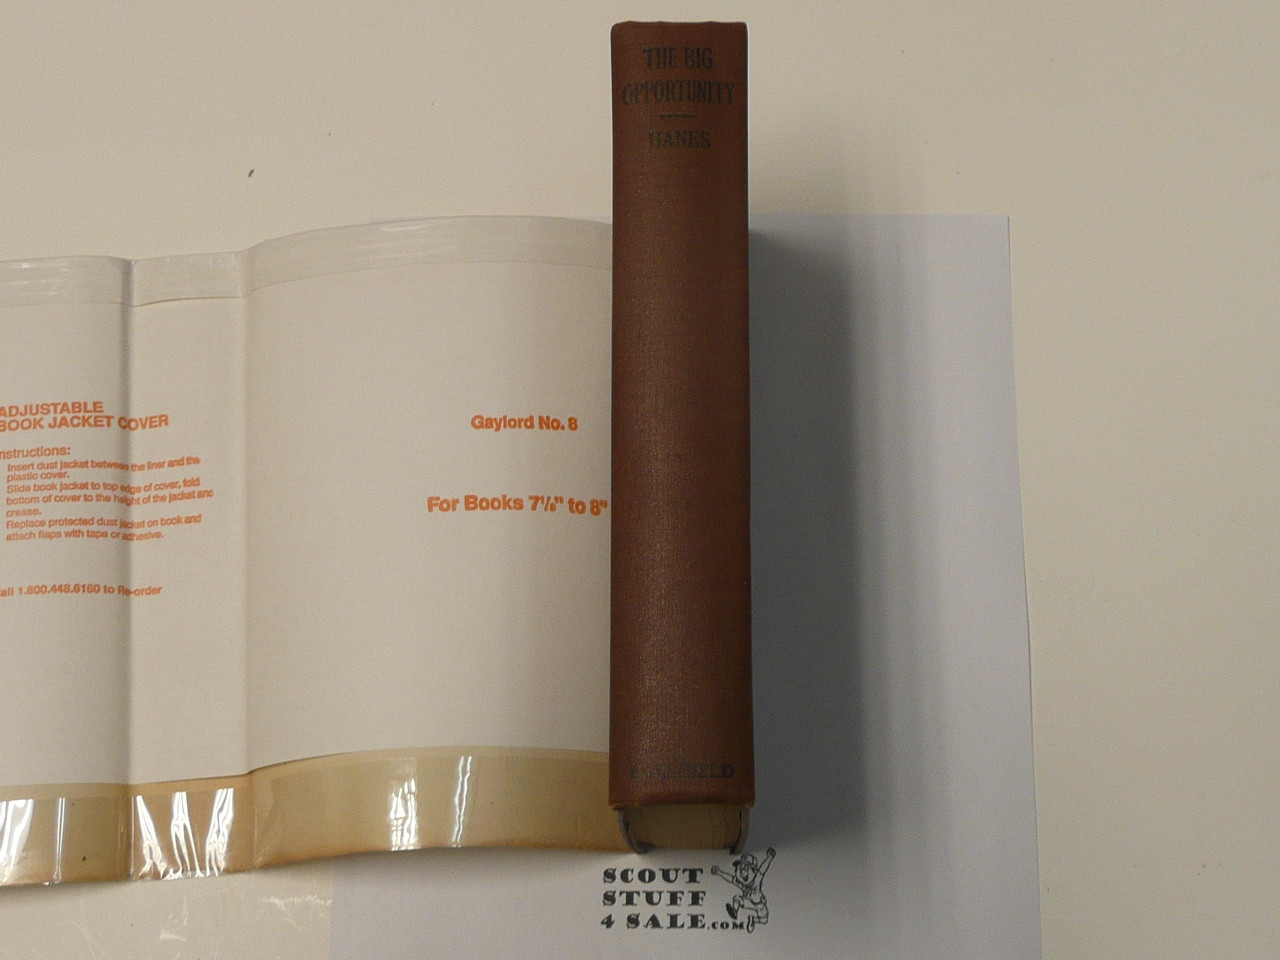 THE BIG
OPPORTUNITY
HANES
ADJUSTABLE
BOOK JACKET COVER
nstructions:
Insert dust jacket between the liner and the
plastic cover.
Slide book jacket to top edge of cover, fold
bottom of cover to the height of the jacket and
crease.
Replace protected dust jacket on book and
attach flaps with tape or adhesive.
all 1.800.448.6160 to Re-order
Gaylord No. 8
For Books 7½" to 8"
SCOUT
STUFF
4 SALE.COM